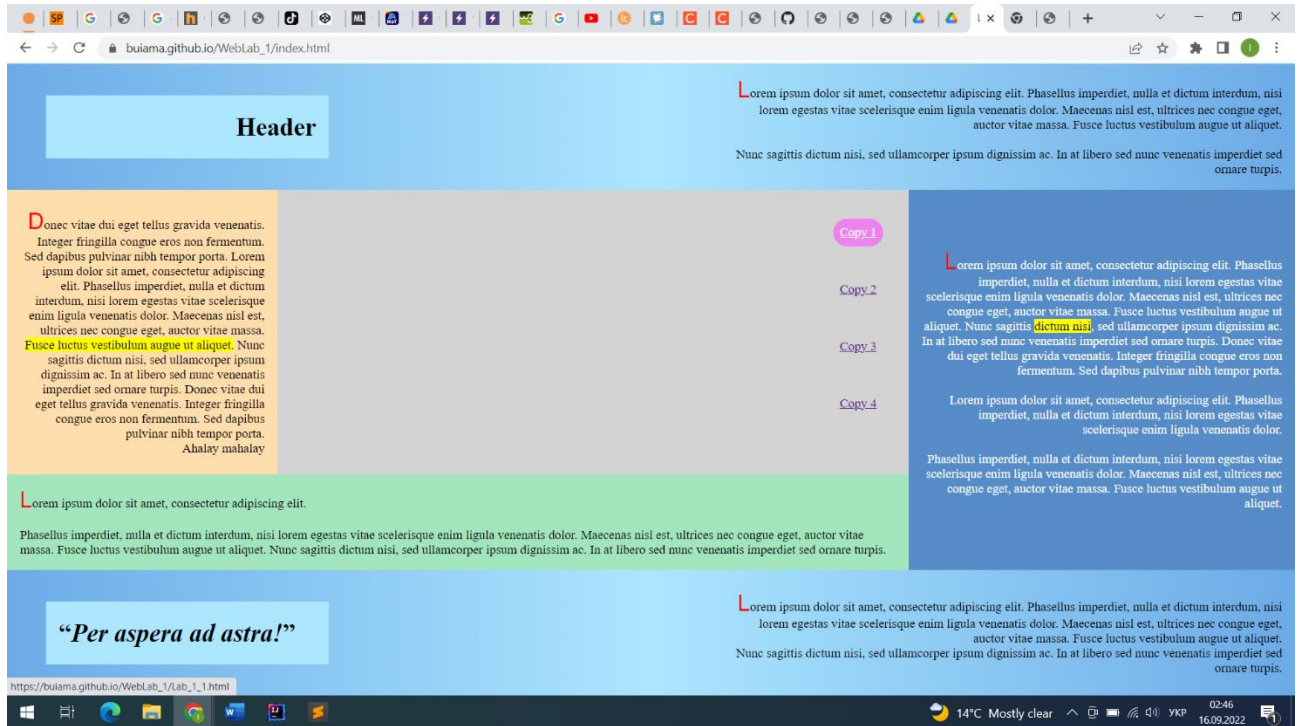 buiama.github.io/WebLab_1/index.html
Header
Lorem ipsum dolor sit amet, consectetur adipiscing elit. Phasellus imperdiet, nulla et dictum interdum, nisi
lorem egestas vitae scelerisque enim ligula venenatis dolor. Maecenas nisl est, ultrices nec congue eget,
auctor vitae massa. Fusce luctus vestibulum augue ut aliquet.
Nunc sagittis dictum nisi, sed ullamcorper ipsum dignissim ac. In at libero sed nunc venenatis imperdiet sed
ornare turpis.
Donec vitae dui eget tellus gravida venenatis.
Integer fringilla congue eros non fermentum.
Sed dapibus pulvinar nibh tempor porta. Lorem
ipsum dolor sit amet, consectetur adipiscing
elit. Phasellus imperdiet, nulla et dictum
interdum, nisi lorem egestas vitae scelerisque
enim ligula venenatis dolor. Maecenas nisl est,
ultrices nec congue eget, auctor vitae massa.
Fusce luctus vestibulum augue ut aliquet. Nunc
sagittis dictum nisi, sed ullamcorper ipsum
dignissim ac. In at libero sed nunc venenatis
imperdiet sed ornare turpis. Donec vitae dui
eget tellus gravida venenatis. Integer fringilla
congue eros non fermentum. Sed dapibus
pulvinar nibh tempor porta.
Ahalay mahalay
Copy 1
Copy 2
Copy 3
Copy 4
Lorem ipsum dolor sit amet, consectetur adipiscing elit. Phasellus
imperdiet, nulla et dictum interdum, nisi lorem egestas vitae
scelerisque enim ligula venenatis dolor. Maecenas nisl est, ultrices nec
congue eget, auctor vitae massa. Fusce luctus vestibulum augue ut
aliquet. Nunc sagittis dictum nisi, sed ullamcorper ipsum dignissim ac.
In at libero sed nunc venenatis imperdiet sed ornare turpis. Donec vitae
dui eget tellus gravida venenatis. Integer fringilla congue eros non
fermentum. Sed dapibus pulvinar nibh tempor porta.
Lorem ipsum dolor sit amet, consectetur adipiscing elit. Phasellus
imperdiet, nulla et dictum interdum, nisi lorem egestas vitae
scelerisque enim ligula venenatis dolor.
Phasellus imperdiet, nulla et dictum interdum, nisi lorem egestas vitae
scelerisque enim ligula venenatis dolor. Maecenas nisl est, ultrices nec
congue eget, auctor vitae massa. Fusce luctus vestibulum augue ut
aliquet.
Lorem ipsum dolor sit amet, consectetur adipiscing elit.
Phasellus imperdiet, nulla et dictum interdum, nisi lorem egestas vitae scelerisque enim ligula venenatis dolor. Maecenas nisl est, ultrices nec congue eget, auctor vitae
massa. Fusce luctus vestibulum augue ut aliquet. Nunc sagittis dictum nisi, sed ullamcorper ipsum dignissim ac. In at libero sed nunc venenatis imperdiet sed ornare turpis.
“Per aspera ad astra!”
Lorem ipsum dolor sit amet, consectetur adipiscing elit. Phasellus imperdiet, nulla et dictum interdum, nisi
lorem egestas vitae scelerisque enim ligula venenatis dolor. Maecenas nisl est, ultrices nec congue eget,
auctor vitae massa. Fusce luctus vestibulum augue ut aliquet.
Nunc sagittis dictum nisi, sed ullamcorper ipsum dignissim ac. In at libero sed nunc venenatis imperdiet sed
ornare turpis.
https://buiama.github.io/WebLab_1/Lab_1_1.html
14°C Mostly clear
УКР
02:46
16.09.2022